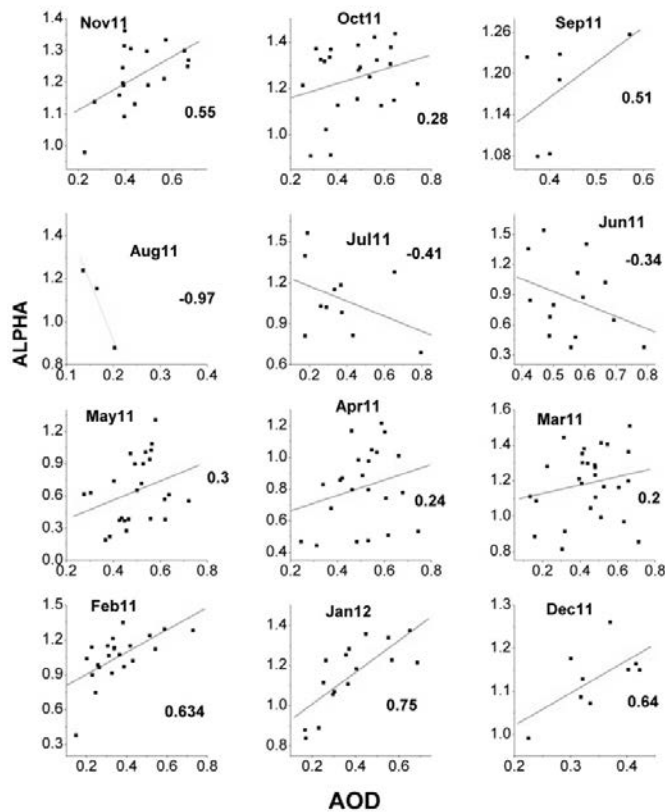 Nov11 Oct11 Sep11
1.4 1.4 1.26
1.3
1.2 1.2 1.20
1.1
1.0 1.0 1.14
1.08
0.55 0.28 0.51
0.2 0.4 0.6 0.2 0.4 0.6 0.8 0.4 0.5 0.6
Aug11 Jul11 Jun11
1.4 1.5 1.5
1.2 1.2 1.2
1.0 0.9 0.9
0.8 0.6
0.6 0.3
-0.97 -0.41 -0.34
0.1 0.2 0.3 0.4 0.2 0.4 0.6 0.8 0.4 0.5 0.6 0.7 0.8
ALPHA
May11 Apr11 Mar11
1.2 1.2 1.6
0.9 1.0 1.4
0.6 0.8 1.2
0.3 0.6 1.0
0.0 0.4 0.8
0.3 0.24 0.2
0.2 0.4 0.6 0.8 0.2 0.4 0.6 0.8 0.2 0.4 0.6 0.8
Feb11 Jan12 Dec11
1.5 1.4 1.3
1.2 1.2 1.2
0.9 1.0 1.1
0.6
0.3 0.8 1.0
0.634 0.75 0.64
0.2 0.4 0.6 0.8 0.2 0.4 0.6 0.2 0.3 0.4
AOD